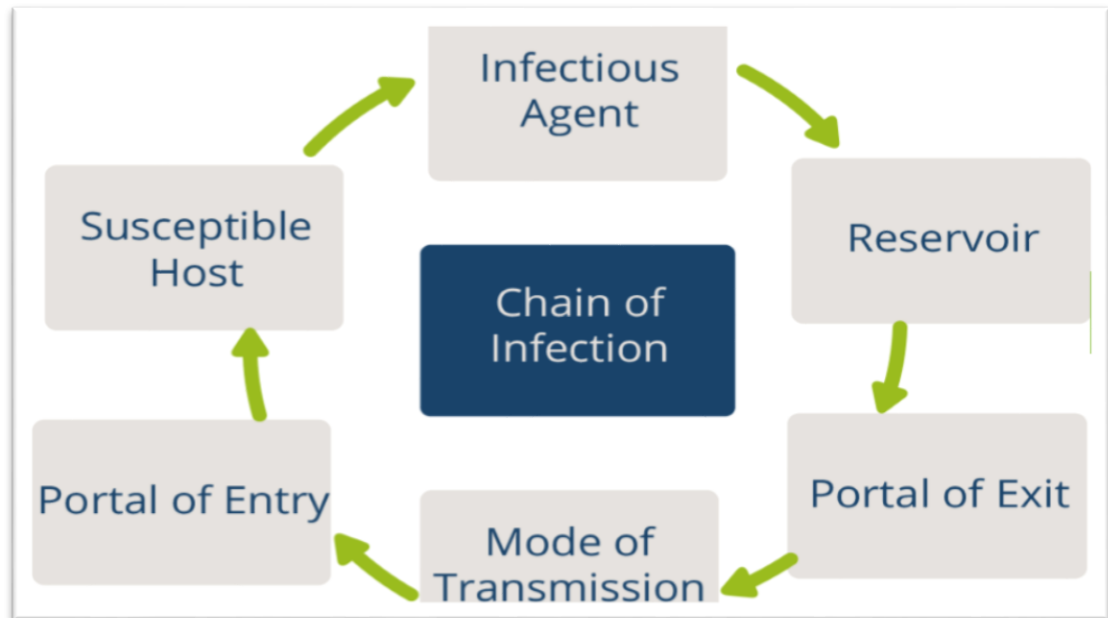 Infectious
Agent
Reservoir
Portal of Exit
Mode of
Transmission
Portal of Entry
Susceptible
Host
Chain of
Infection